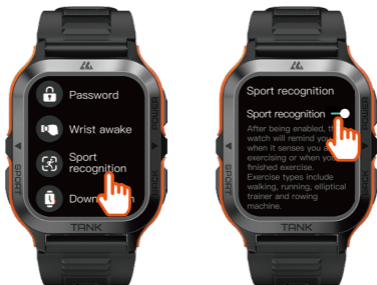 Password
Wrist awake
Sport
recognition
SPORT
TANK
Sport recognition
Sport recognition
After being enabled,
watch will remind you
when it senses you
exercising or when you
finished exercise.
Exercise types include
walking, running, elliptical
trainer and rowing
machine.
SPORT
TANK